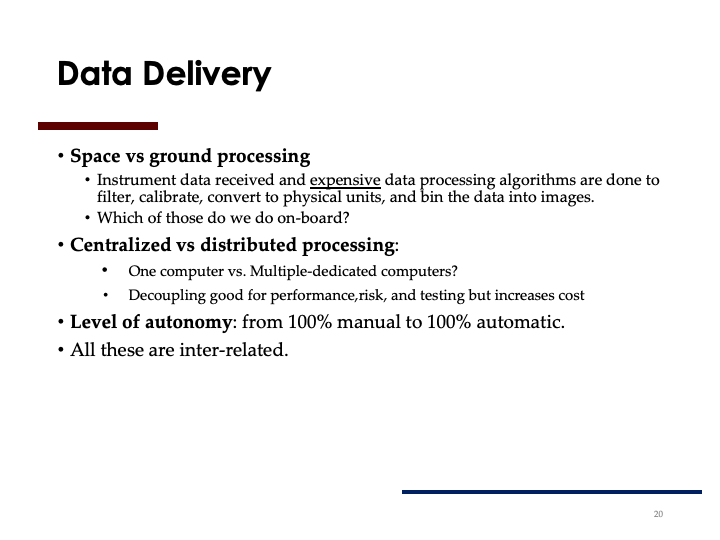 Data Delivery
• Space vs ground processing
• Instrument data received and expensive data processing algorithms are done to
filter, calibrate, convert to physical units, and bin the data into images.
• Which of those do we do on-board?
• Centralized vs distributed processing:
• One computer vs. Multiple-dedicated computers?
• Decoupling good for performance,risk, and testing but increases cost
• Level of autonomy: from 100% manual to 100% automatic.
• All these are inter-related.
20